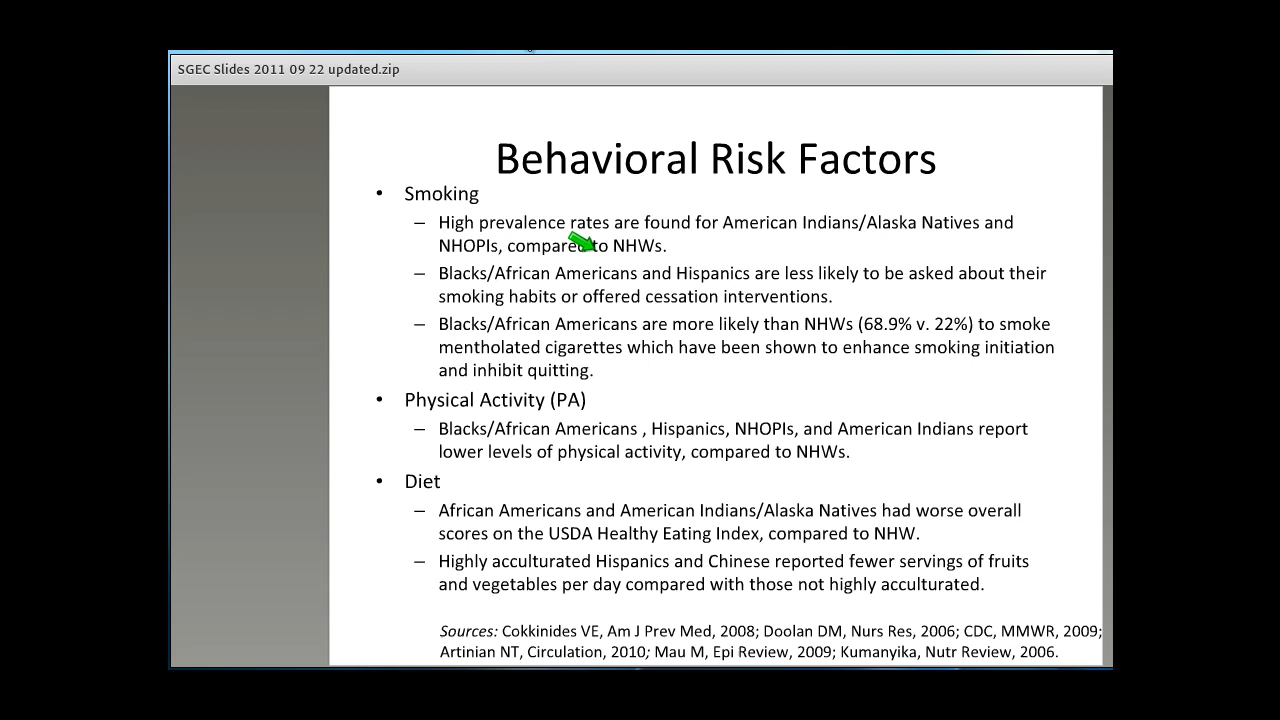 SGEC Slides 2011 09 22 updated.zip
Behavioral Risk Factors
• Smoking
– High prevalence rates are found for American Indians/Alaska Natives and
NHOPIs, compared to NHWs.
– Blacks/African Americans and Hispanics are less likely to be asked about their
smoking habits or offered cessation interventions.
– Blacks/African Americans are more likely than NHWs (68.9% v. 22%) to smoke
mentholated cigarettes which have been shown to enhance smoking initiation
and inhibit quitting.
• Physical Activity (PA)
– Blacks/African Americans , Hispanics, NHOPIs, and American Indians report
lower levels of physical activity, compared to NHWs.
• Diet
– African Americans and American Indians/Alaska Natives had worse overall
scores on the USDA Healthy Eating Index, compared to NHW.
– Highly acculturated Hispanics and Chinese reported fewer servings of fruits
and vegetables per day compared with those not highly acculturated.
Sources: Cokkinides VE, Am J Prev Med, 2008; Doolan DM, Nurs Res, 2006; CDC, MMWR, 2009;
Artinian NT, Circulation, 2010; Mau M, Epi Review, 2009; Kumanyika, Nutr Review, 2006.